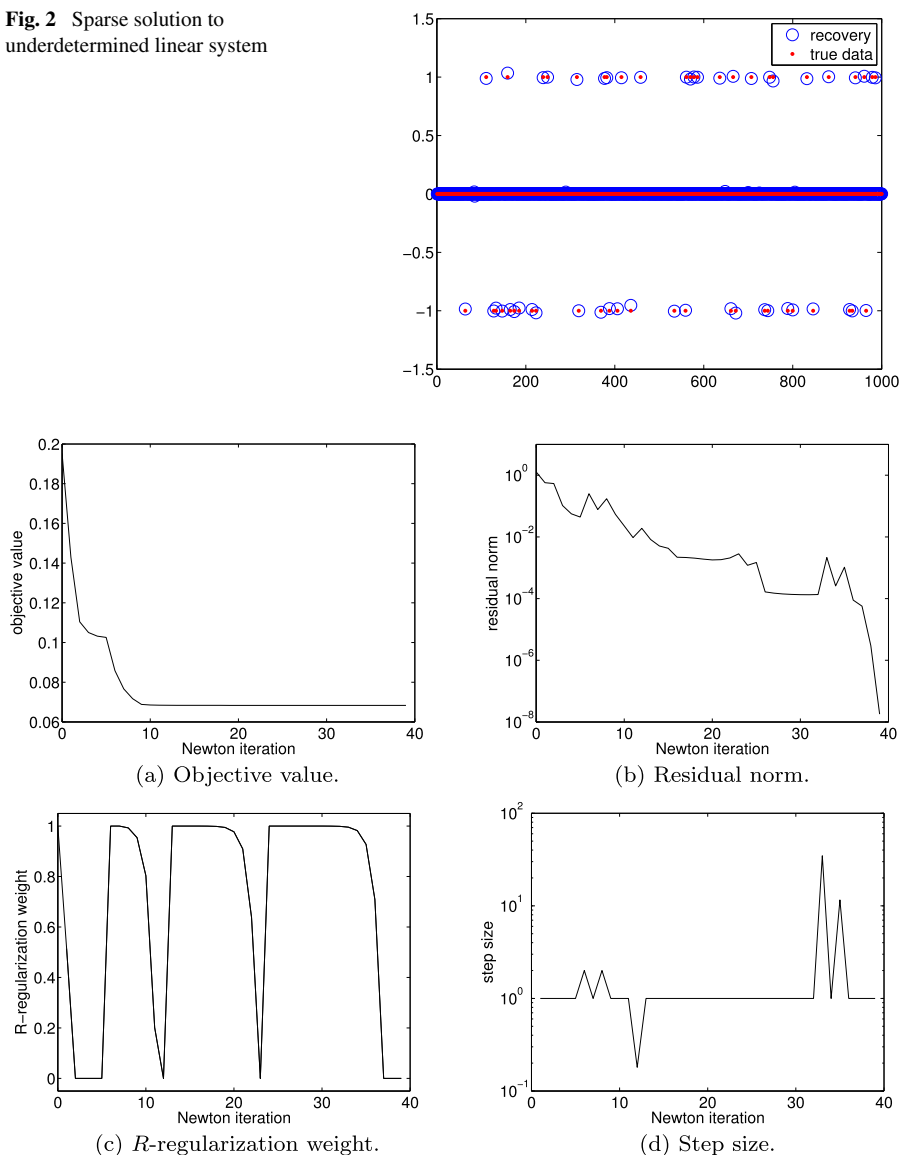 Fig. 2 Sparse solution to
underdetermined linear system
1.5
1
0.5
0
−0.5
−1
−1.5
0 200 400 600 800 1000
recovery
true data
0.2
0.18
0.16
0.14
0.12
0.1
0.08
0.06
objective value
0 10 20 30 40
Newton iteration
(a) Objective value.
10^0
10^−2
10^−4
10^−6
10^−8
residual norm
0 10 20 30 40
Newton iteration
(b) Residual norm.
1
0.8
0.6
0.4
0.2
0
R−regularization weight
0 10 20 30 40
Newton iteration
(c) R-regularization weight.
10^2
10^1
10^0
10^−1
step size
0 10 20 30 40
Newton iteration
(d) Step size.